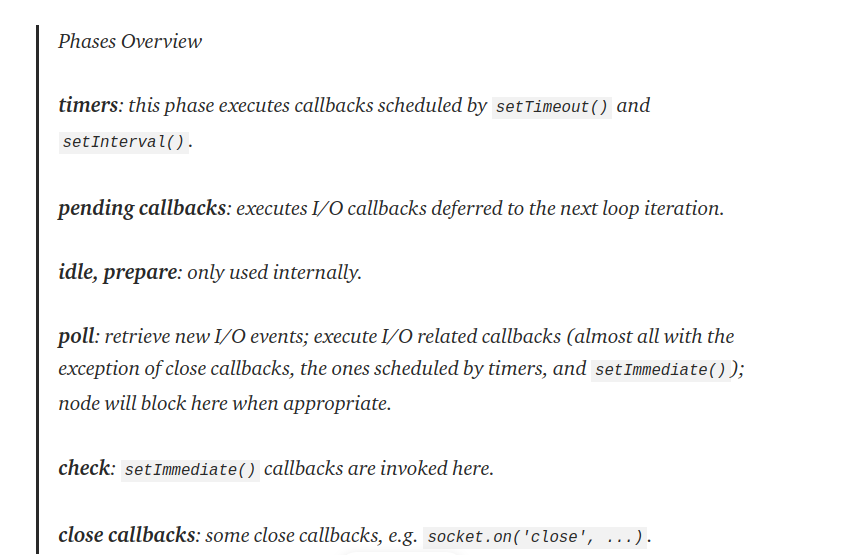 Phases Overview
timers: this phase executes callbacks scheduled by setTimeout() and
setInterval().
pending callbacks: executes I/O callbacks deferred to the next loop iteration.
idle, prepare: only used internally.
poll: retrieve new I/O events; execute I/O related callbacks (almost all with the
exception of close callbacks, the ones scheduled by timers, and setImmediate());
node will block here when appropriate.
check: setImmediate() callbacks are invoked here.
close callbacks: some close callbacks, e.g. socket.on('close', ...).